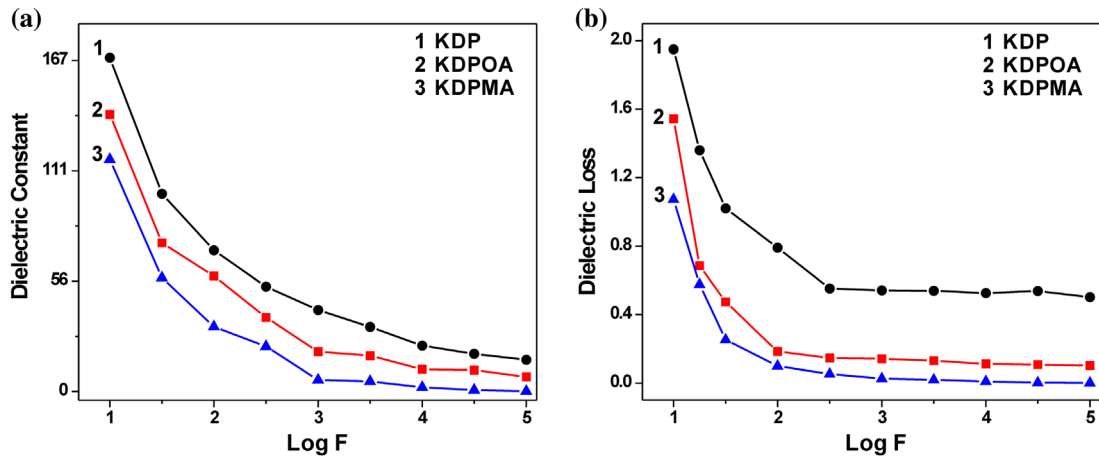 (a)
1 KDP
2 KDPOA
3 KDPMA
1
2
3
167
111
56
0
Dielectric Constant
1 2 3 4 5
Log F
(b)
1 KDP
2 KDPOA
3 KDPMA
1
2
3
2.0
1.6
1.2
0.8
0.4
0.0
Dielectric Loss
1 2 3 4 5
Log F